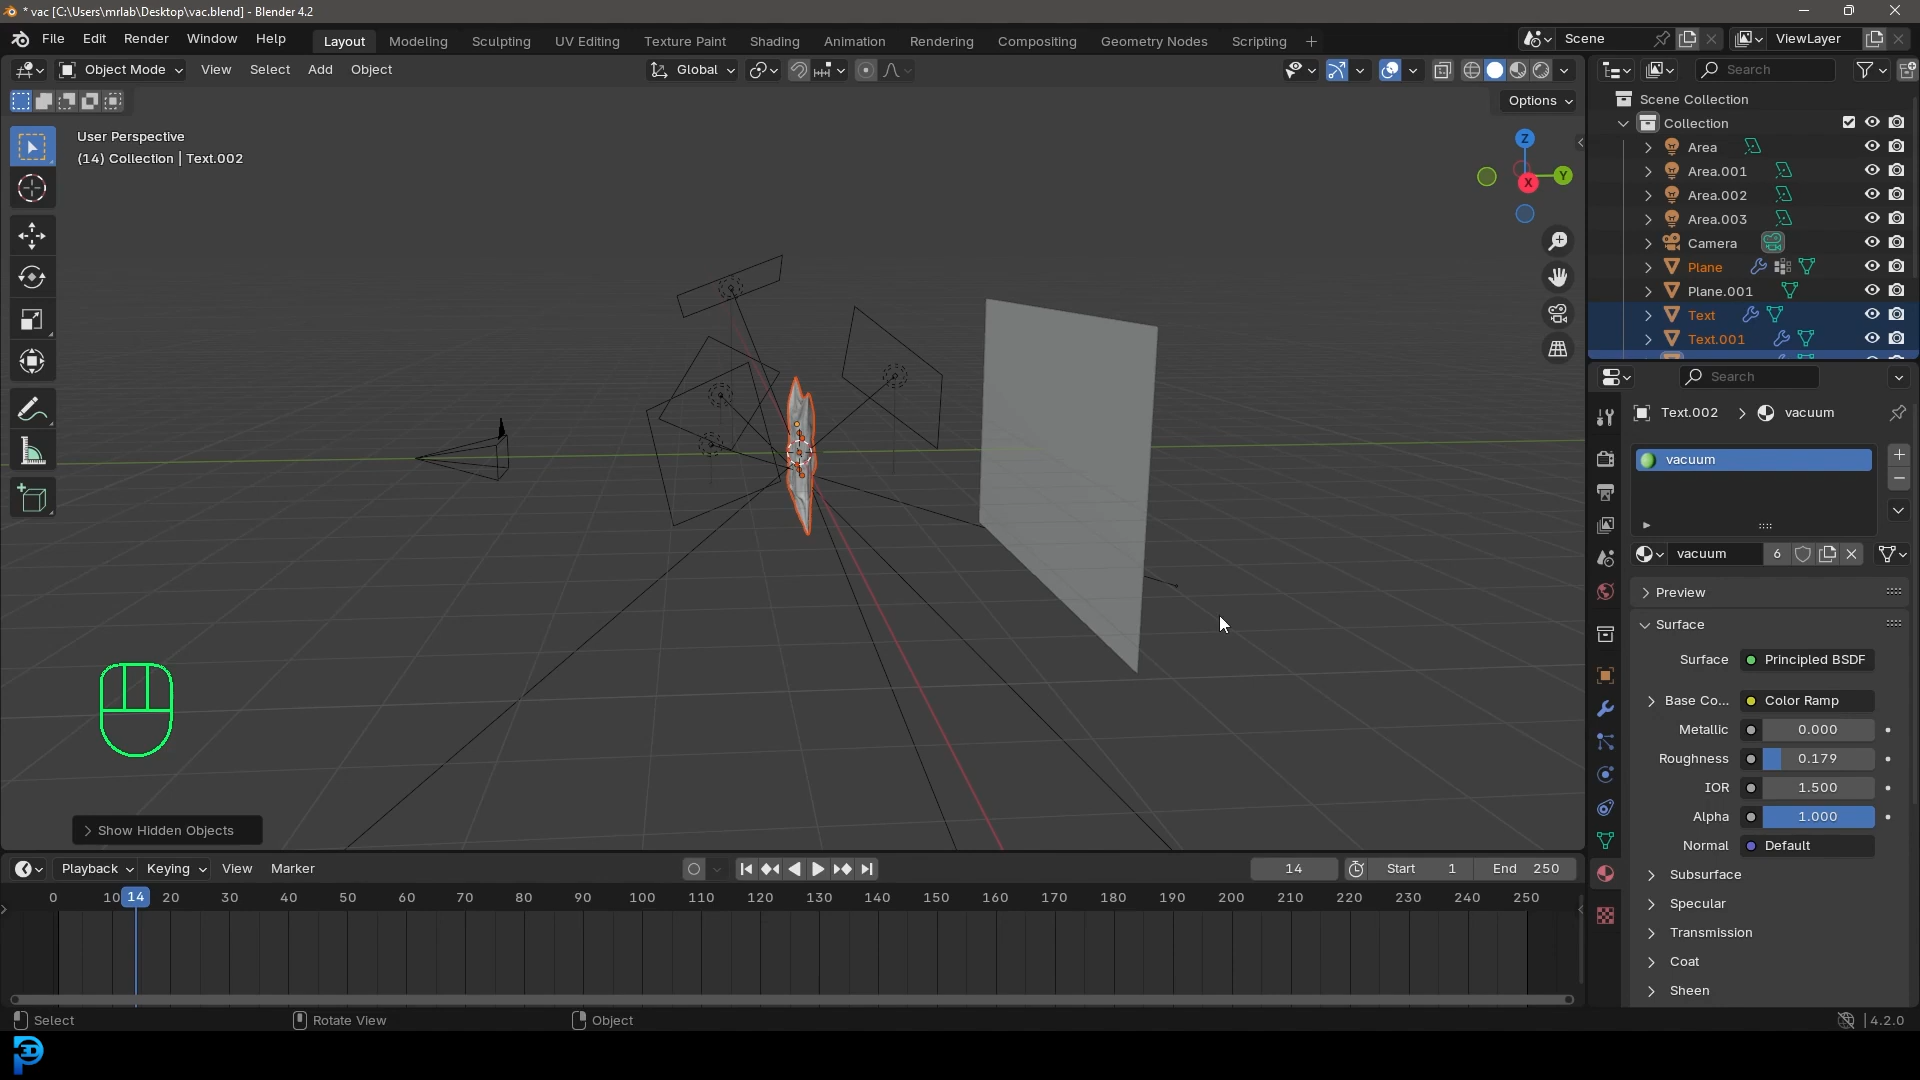 * vac [C:\Users\mrlab\Desktop\vac.blend] - Blender 4.2
File Edit Render Window Help Layout Modeling Sculpting UV Editing Texture Paint Shading Animation Rendering Compositing Geometry Nodes Scripting + Scene ViewLayer
Object Mode View Select Add Object Global Search
Options
User Perspective
(14) Collection | Text.002
Z
Y
X
Scene Collection
Collection
Area
Area.001
Area.002
Area.003
Camera
Plane
Plane.001
Text
Text.001
Search
Text.002 > vacuum
vacuum
vacuum 6
Preview
Surface
Surface Principled BSDF
Base Co... Color Ramp
Metallic 0.000
Roughness 0.179
IOR 1.500
Alpha 1.000
Normal Default
Subsurface
Specular
Transmission
Coat
Sheen
Show Hidden Objects
Playback Keying View Marker 14 Start 1 End 250
0 10 14 20 30 40 50 60 70 80 90 100 110 120 130 140 150 160 170 180 190 200 210 220 230 240 250
Select Rotate View Object 4.2.0